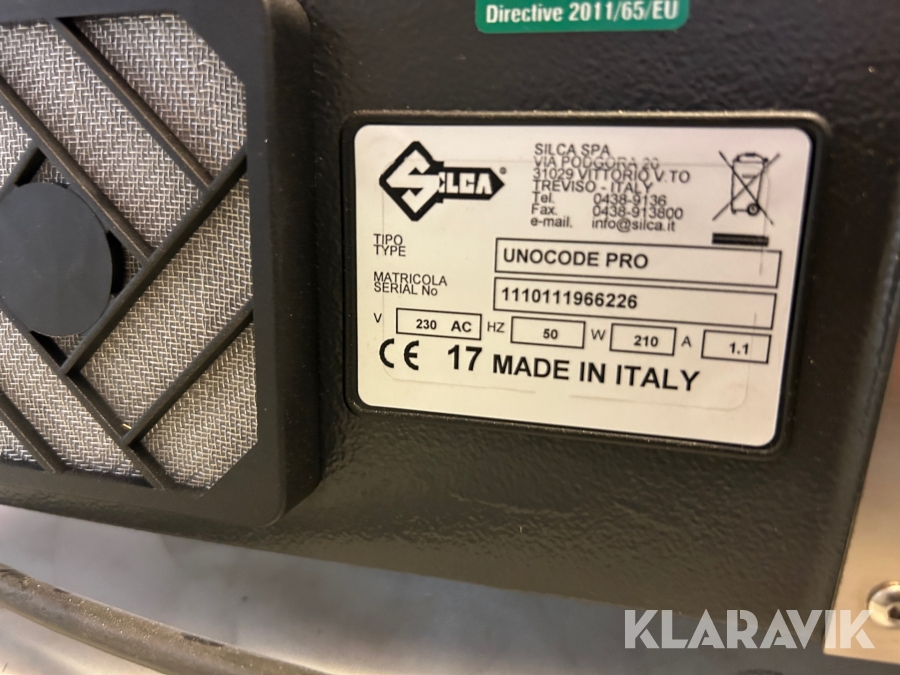 Directive 2011/65/EU
SILCA®
SILCA SPA
VIA PODGORA 20
31029 VITTORIO V.TO
TREVISO - ITALY
Tel. 0438-9136
Fax. 0438-913800
e-mail. info@silca.it
TIPO
TYPE
UNOCODE PRO
MATRICOLA
SERIAL No
1110111966226
V 230 AC HZ 50 W 210 A 1.1
CE 17 MADE IN ITALY
KLARAVIK